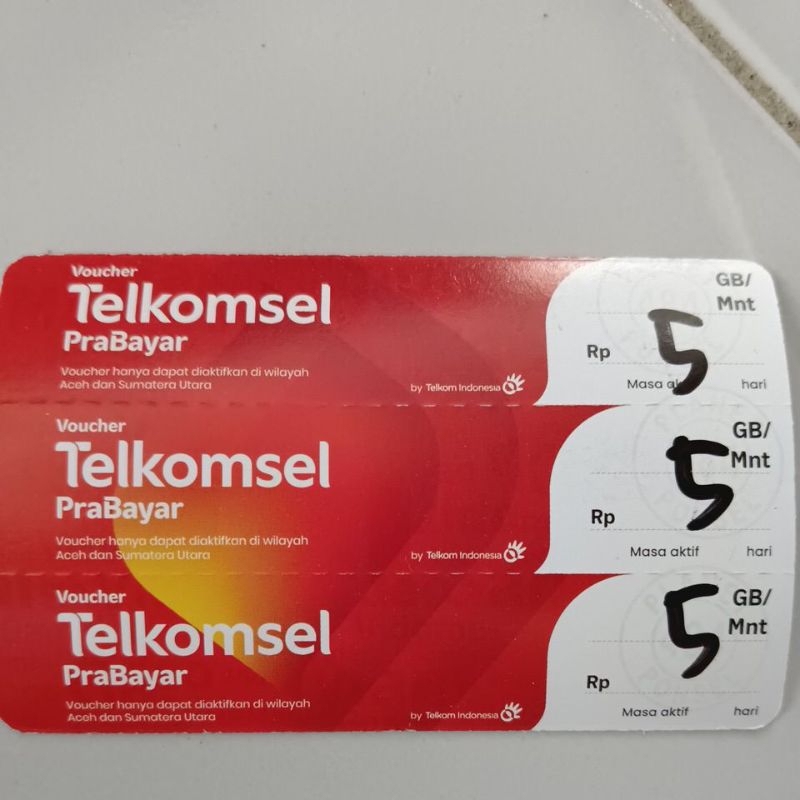 Voucher
Telkomsel
PraBayar
Voucher hanya dapat diaktifkan di wilayah
Aceh dan Sumatera Utara
by Telkom Indonesia
GB/
Mnt
5
Rp
Masa
hari
Voucher
Telkomsel
PraBayar
Voucher hanya dapat diaktifkan di wilayah
Aceh dan Sumatera Utara
by Telkom Indonesia
GB/
Mnt
5
Rp
Masa aktif
hari
Voucher
Telkomsel
PraBayar
Voucher hanya dapat diaktifkan di wilayah
Aceh dan Sumatera Utara
by Telkom Indonesia
GB/
Mnt
5
Rp
Masa aktif
hari